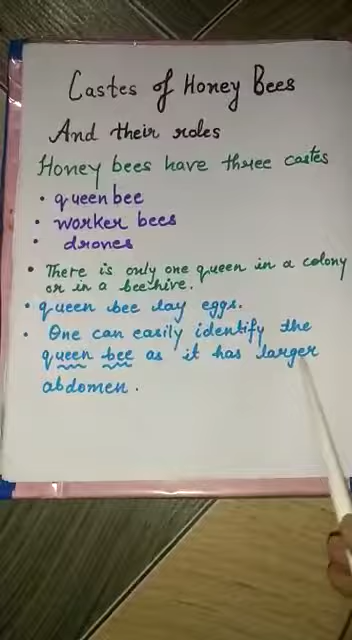 Castes of Honey Bees
And their roles
Honey bees have three castes
• queen bee
• worker bees
• drones
• There is only one queen in a colony
or in a beehive.
• queen bee lay eggs.
• One can easily identify the
queen bee as it has larger
abdomen.